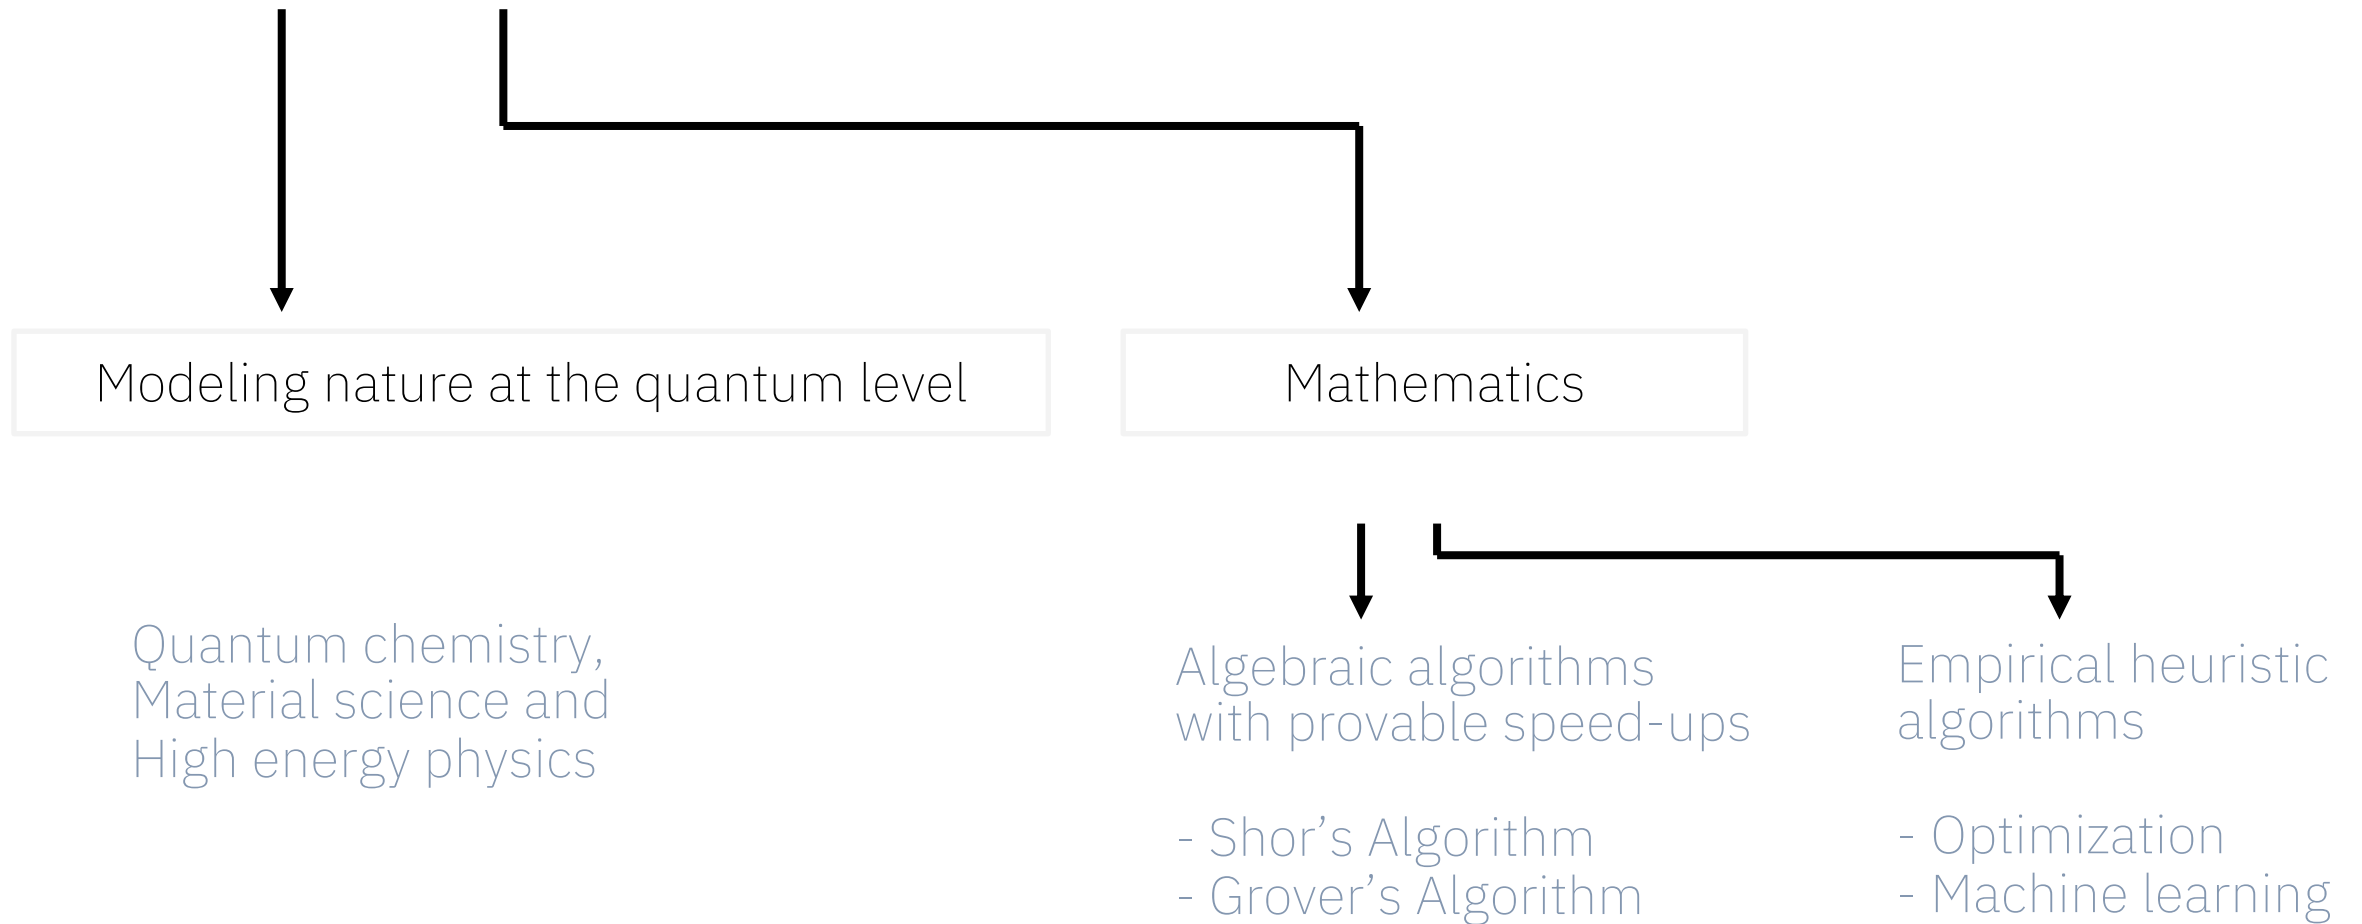 Modeling nature at the quantum level
Mathematics
Quantum chemistry,
Material science and
High energy physics
Algebraic algorithms
with provable speed-ups
- Shor’s Algorithm
- Grover’s Algorithm
Empirical heuristic
algorithms
- Optimization
- Machine learning